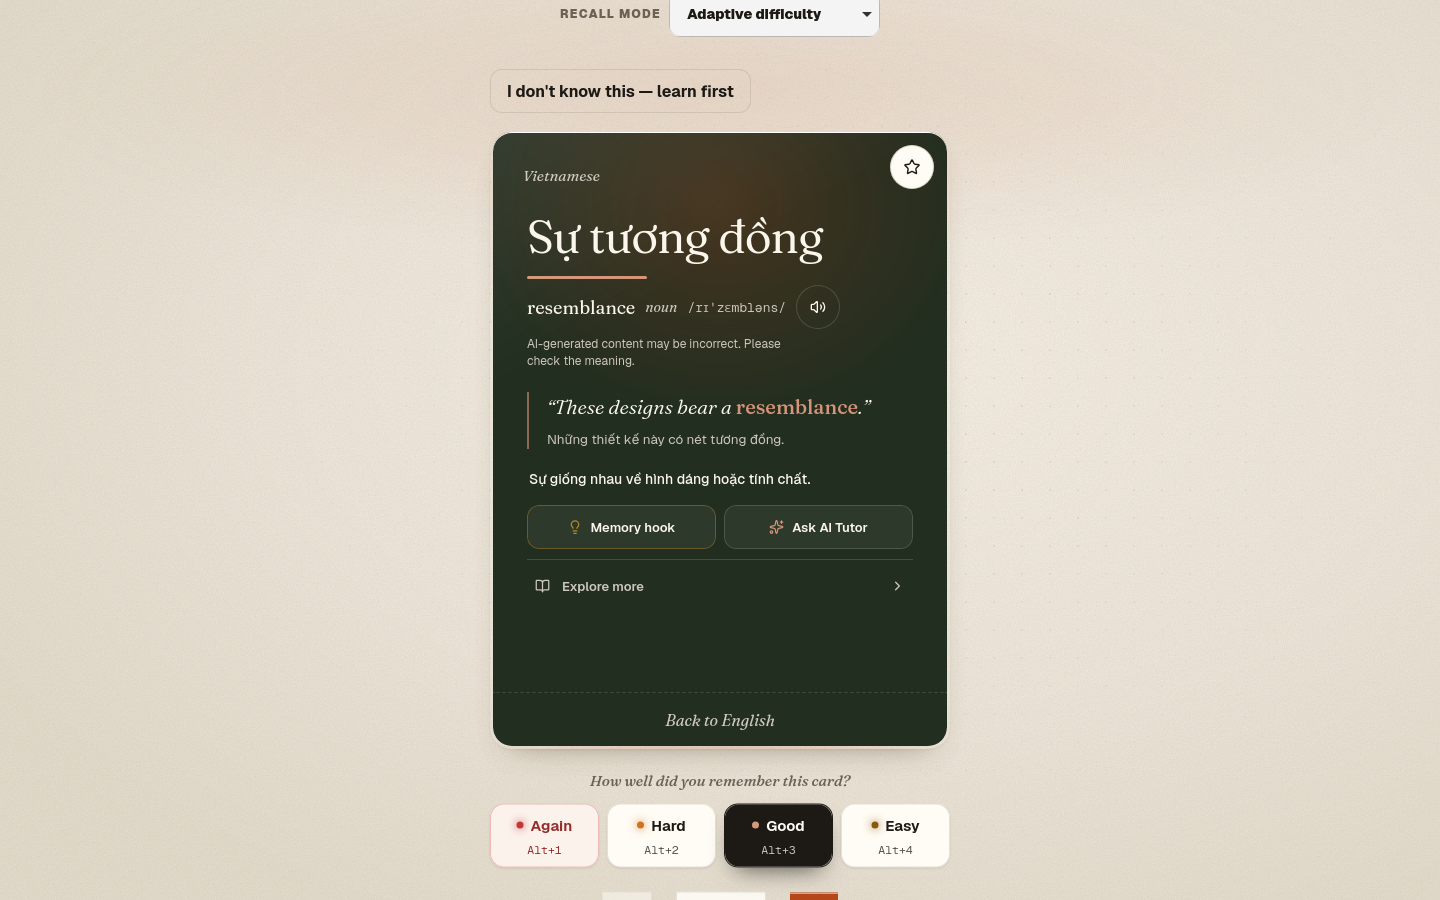 RECALL MODE Adaptive difficulty
I don't know this — learn first
Vietnamese
Sự tương đồng
resemblance noun /rɪˈzɛmbləns/
AI-generated content may be incorrect. Please
check the meaning.
“These designs bear a resemblance.”
Những thiết kế này có nét tương đồng.
Sự giống nhau về hình dáng hoặc tính chất.
Memory hook Ask AI Tutor
Explore more
Back to English
How well did you remember this card?
Again Hard Good Easy
Alt+1 Alt+2 Alt+3 Alt+4